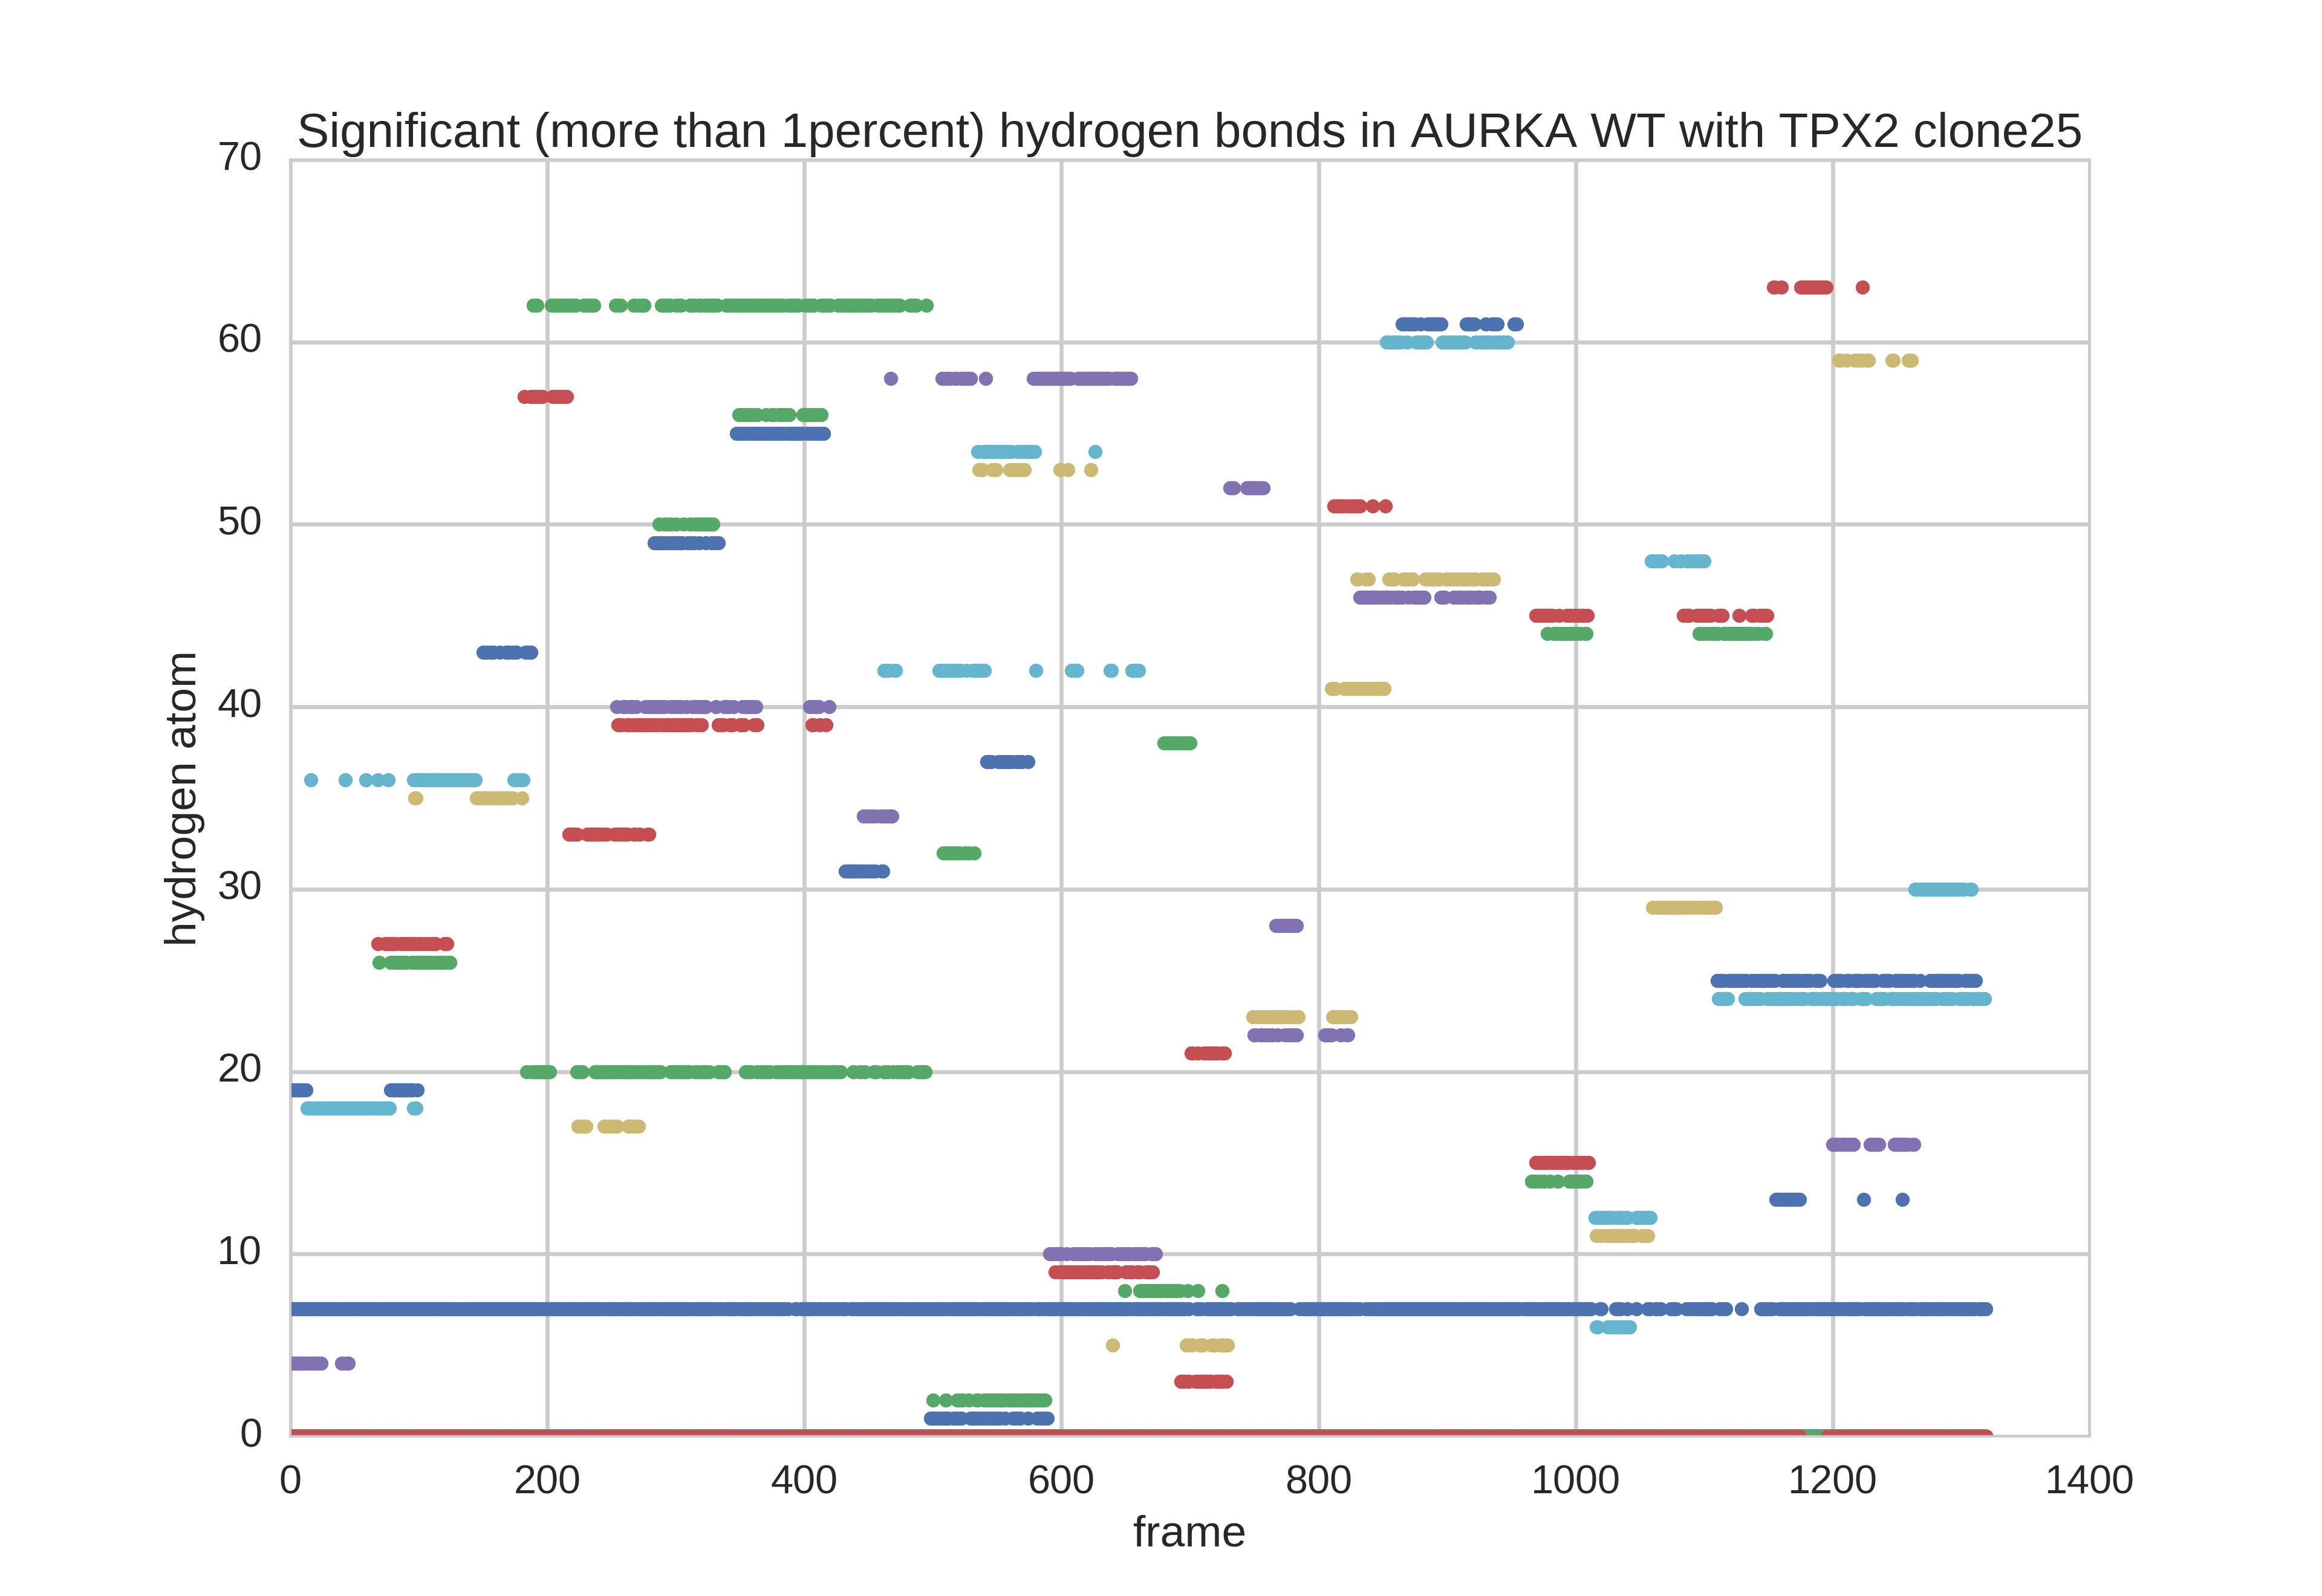 Significant (more than 1percent) hydrogen bonds in AURKA WT with TPX2 clone25
70
60
50
40
30
20
10
0
hydrogen atom
0 200 400 600 800 1000 1200 1400
frame